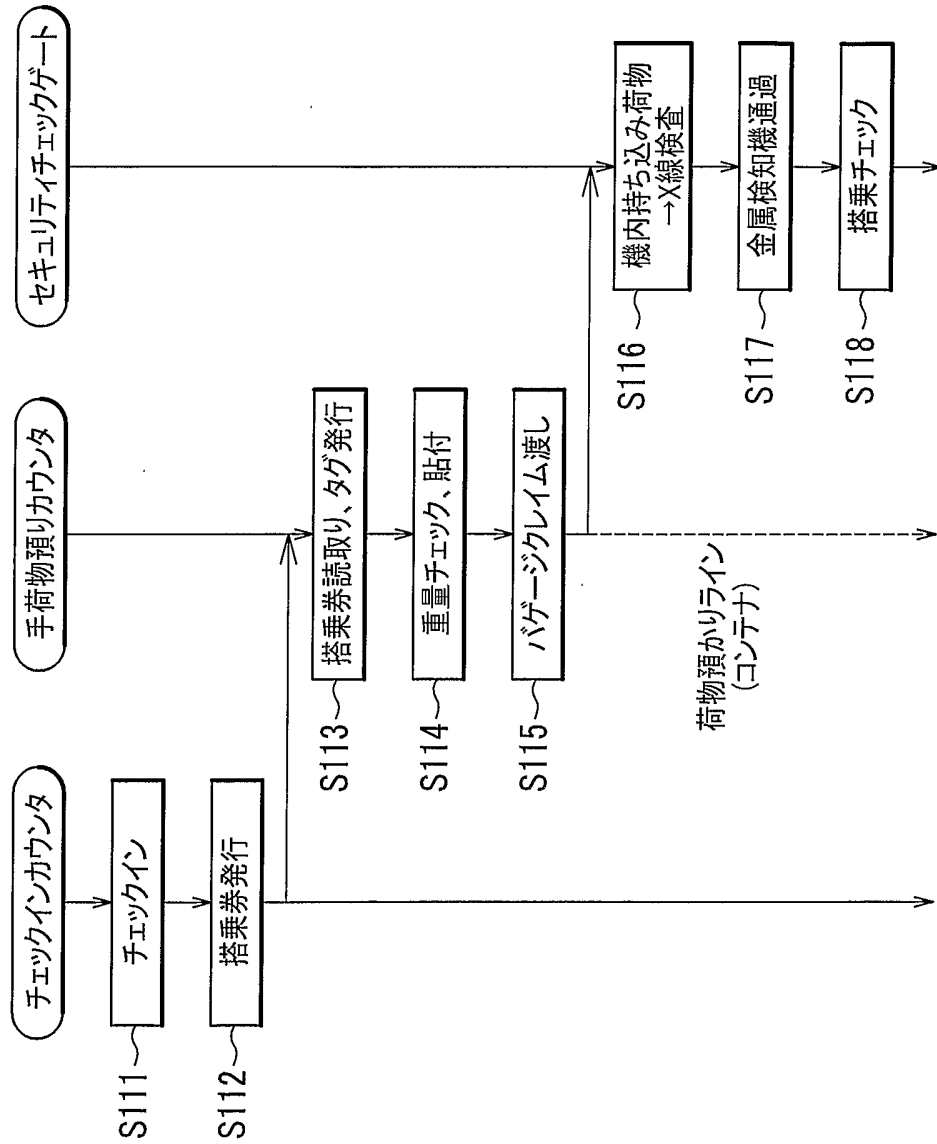 チェックインカウンタ
手荷物預りカウンタ
セキュリティチェックゲート
S111
チェックイン
S112
搭乗券発行
S113
搭乗券読取り、タグ発行
S114
重量チェック、貼付
S115
バゲージクレイム渡し
荷物預かりライン
(コンテナ)
S116
機内持ち込み荷物
→X線検査
S117
金属検知機通過
S118
搭乗チェック